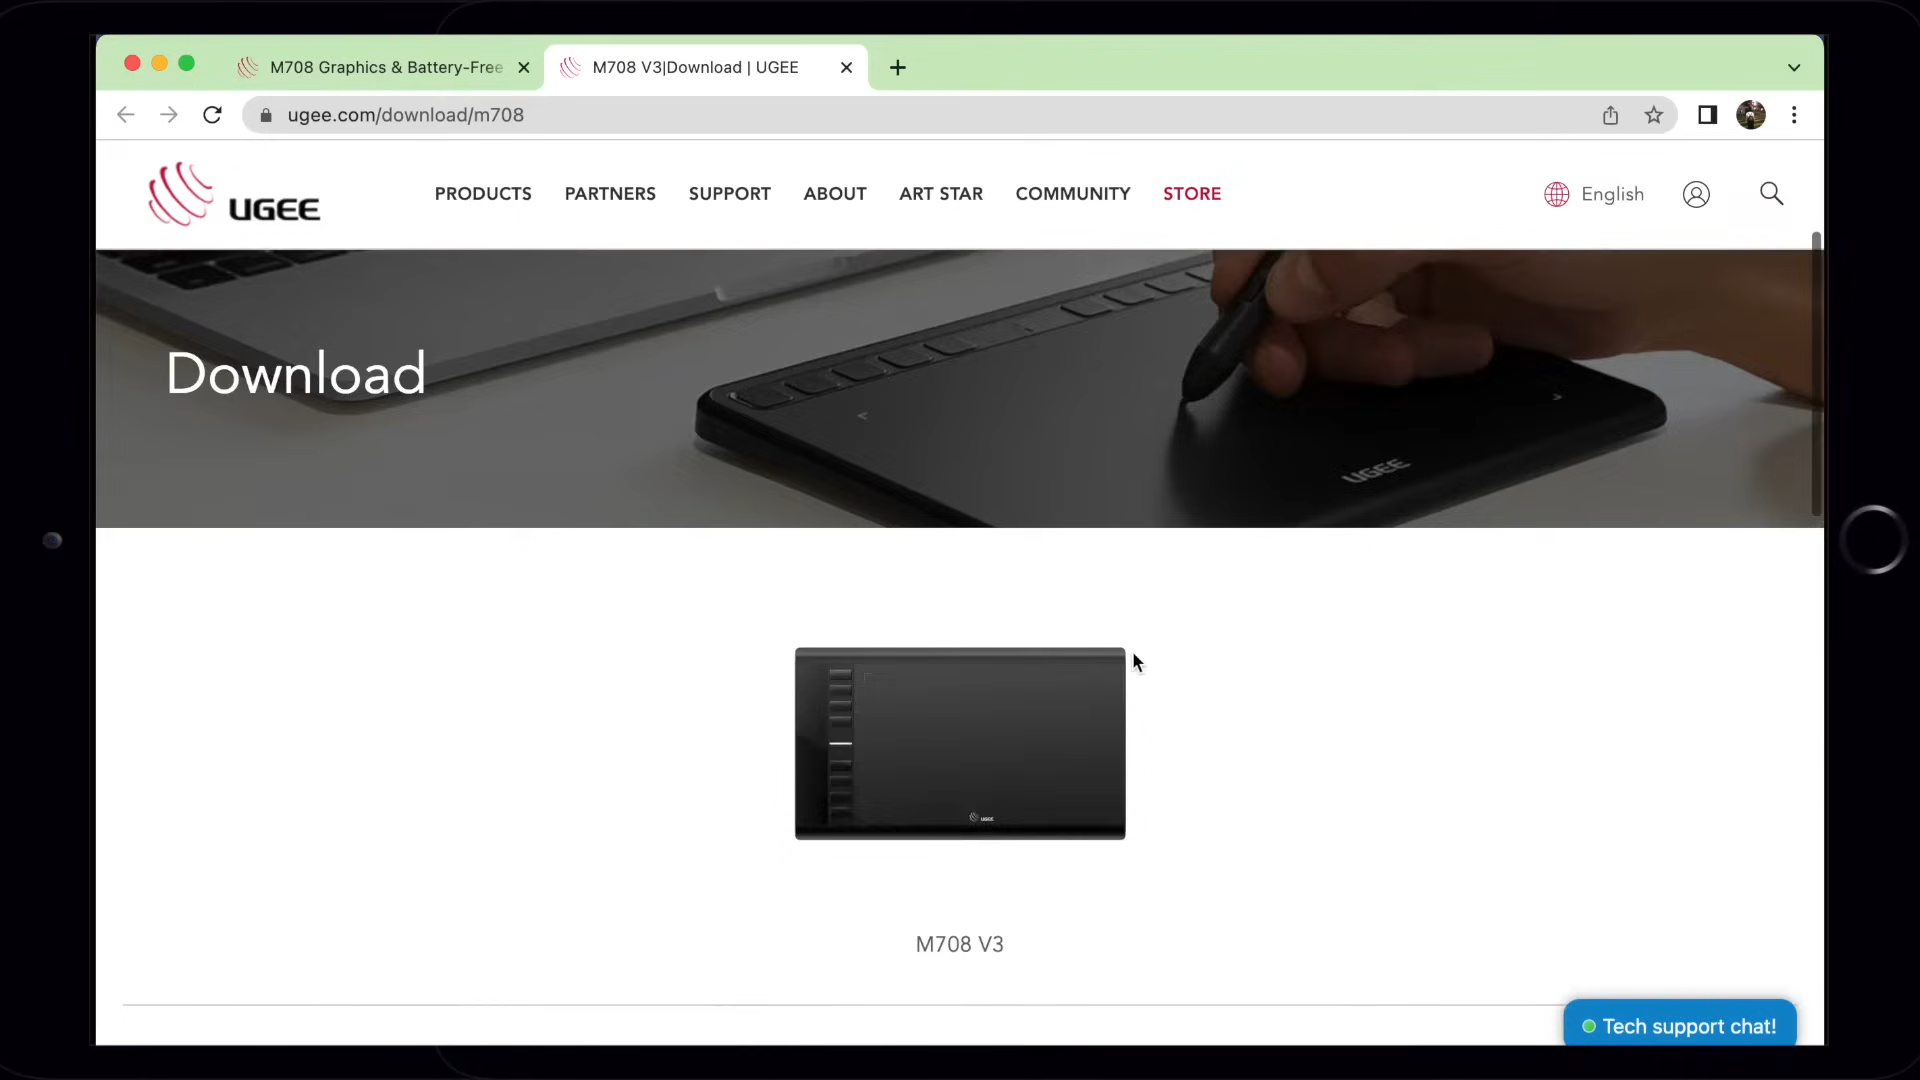 M708 Graphics & Battery-Free
M708 V3|Download | UGEE
ugee.com/download/m708
UGEE
PRODUCTS
PARTNERS
SUPPORT
ABOUT
ART STAR
COMMUNITY
STORE
English
Download
UGEE
UGEE
M708 V3
Tech support chat!